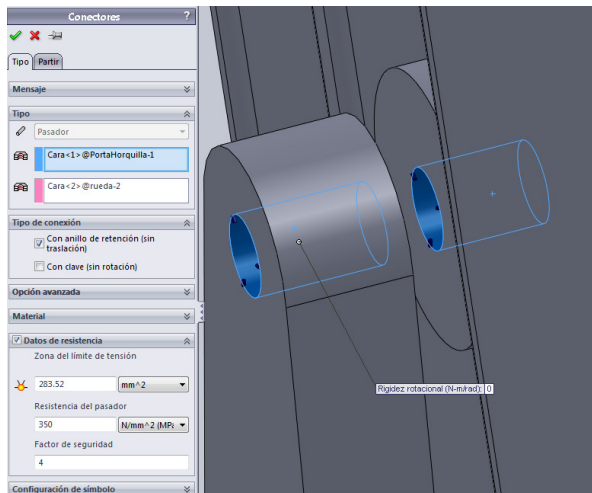 Conectores
?
Tipo
Partir
Mensaje
Tipo
Pasador
Cara<1>@PortaHorquilla-1
Cara<2>@rueda-2
Tipo de conexión
Con anillo de retención (sin
traslación)
Con clave (sin rotación)
Opción avanzada
Material
Datos de resistencia
Zona del límite de tensión
283.52
mm^2
Resistencia del pasador
350
N/mm^2 (MPa
Factor de seguridad
4
Configuración de símbolo
Rigidez rotacional (N-m/rad): 0